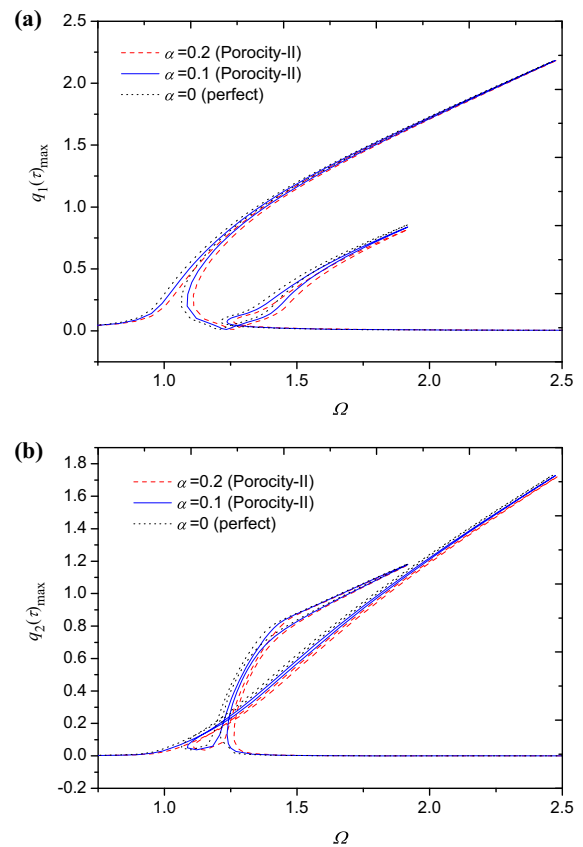 (a)
2.5
2.0
1.5
1.0
0.5
0.0
q₁(τ)max
α=0.2 (Porocity-II)
α=0.1 (Porocity-II)
α=0 (perfect)
1.0 1.5 2.0 2.5
Ω
(b)
1.8
1.6
1.4
1.2
1.0
0.8
0.6
0.4
0.2
0.0
-0.2
q₂(τ)max
α=0.2 (Porocity-II)
α=0.1 (Porocity-II)
α=0 (perfect)
1.0 1.5 2.0 2.5
Ω